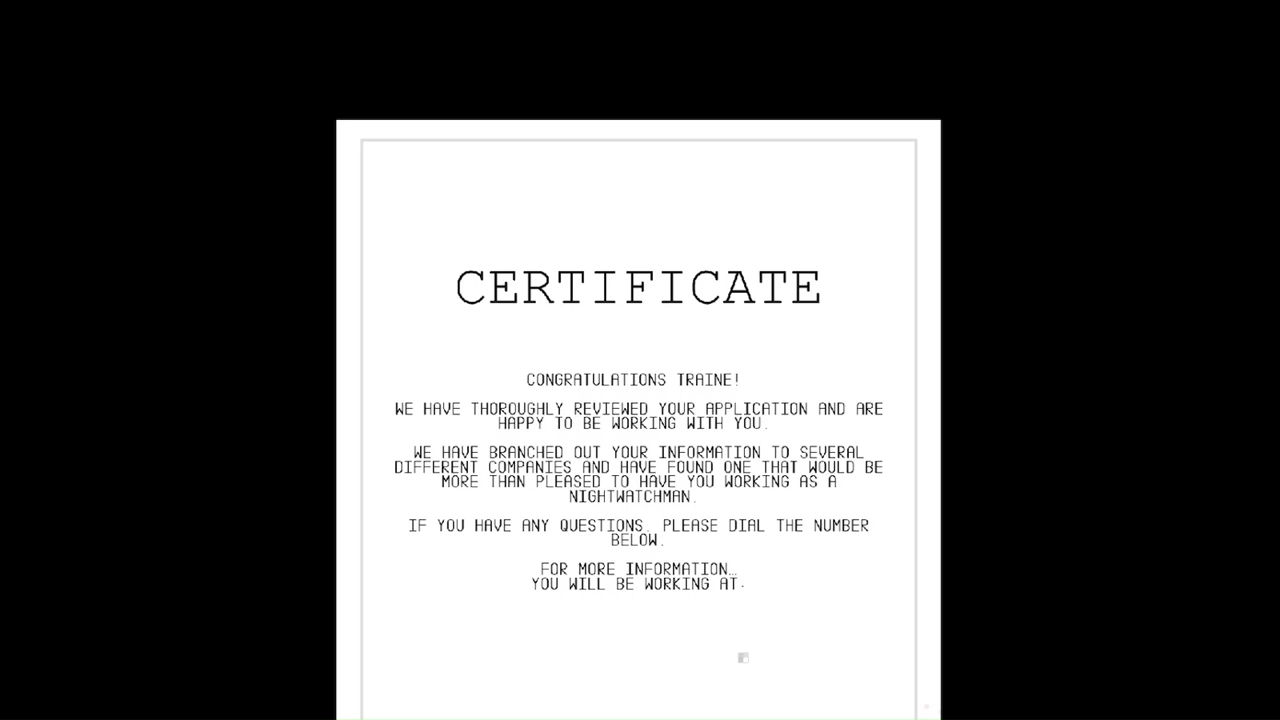 CERTIFICATE
CONGRATULATIONS TRAINE!
WE HAVE THOROUGHLY REVIEWED YOUR APPLICATION AND ARE
HAPPY TO BE WORKING WITH YOU.
WE HAVE BRANCHED OUT YOUR INFORMATION TO SEVERAL
DIFFERENT COMPANIES AND HAVE FOUND ONE THAT WOULD BE
MORE THAN PLEASED TO HAVE YOU WORKING AS A
NIGHTWATCHMAN.
IF YOU HAVE ANY QUESTIONS, PLEASE DIAL THE NUMBER
BELOW.
FOR MORE INFORMATION...
YOU WILL BE WORKING AT-